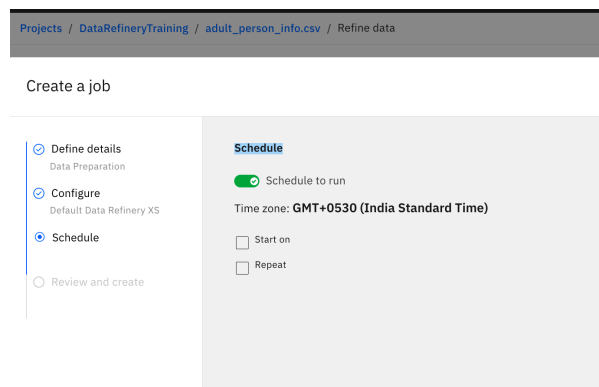 Projects / DataRefineryTraining / adult_person_info.csv / Refine data
Create a job
Define details
Data Preparation
Configure
Default Data Refinery XS
Schedule
Review and create
Schedule
Schedule to run
Time zone: GMT+0530 (India Standard Time)
Start on
Repeat